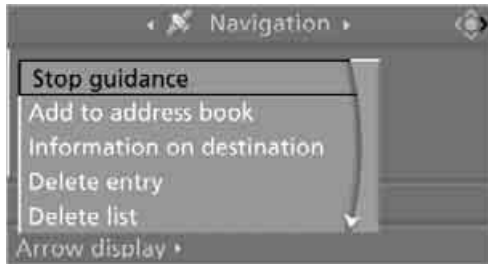 Navigation
Stop guidance
Add to address book
Information on destination
Delete entry
Delete list
Arrow display